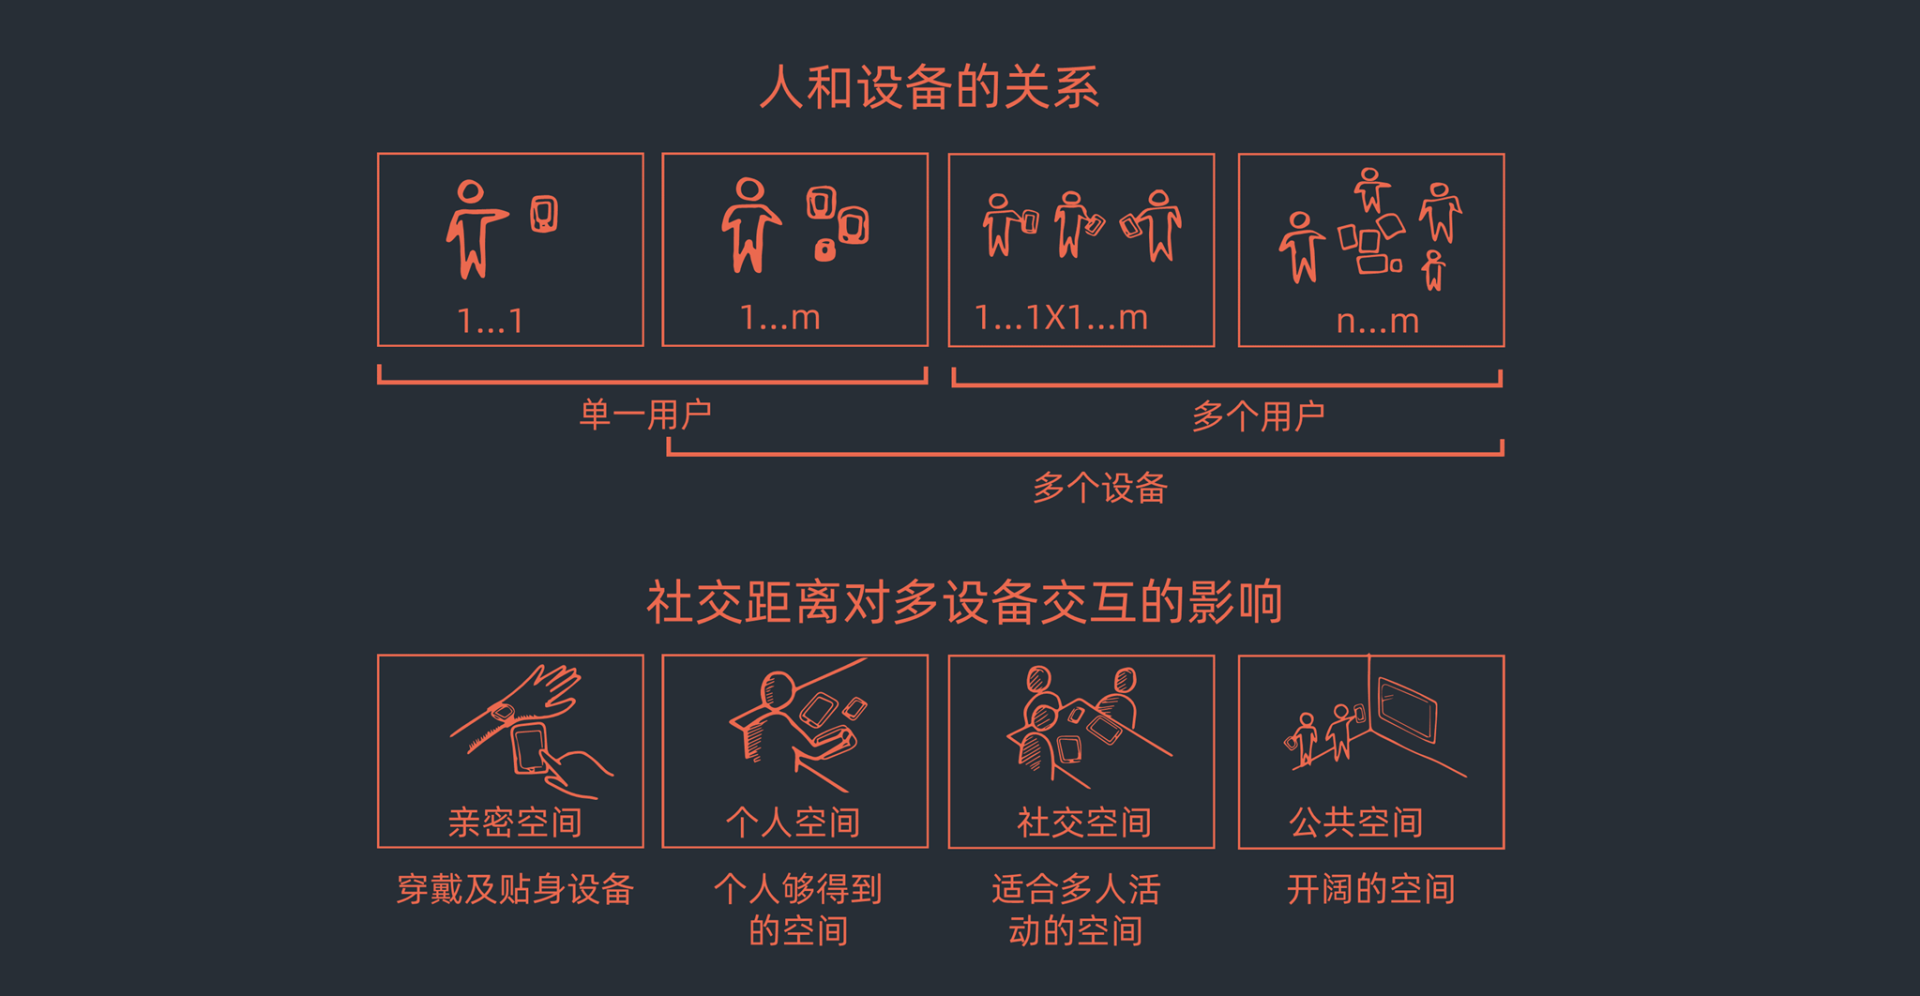 人和设备的关系
1...1
1...m
1...1X1...m
n...m
单一用户
多个用户
多个设备
社交距离对多设备交互的影响
亲密空间
个人空间
社交空间
公共空间
穿戴及贴身设备
个人够得到
的空间
适合多人活
动的空间
开阔的空间